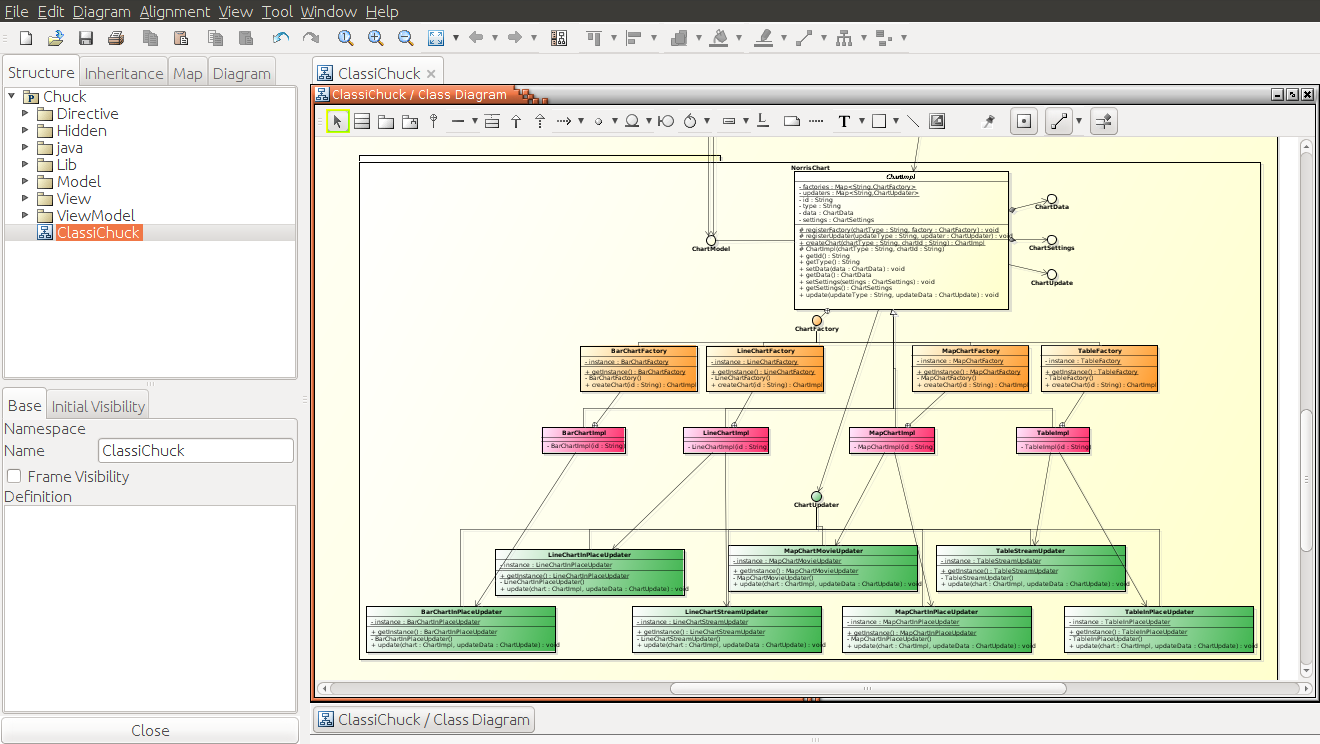 File Edit Diagram Alignment View Tool Window Help
Structure Inheritance Map Diagram
Chuck
Directive
Hidden
java
Lib
Model
View
ViewModel
ClassiChuck
Base Initial Visibility
Namespace
Name ClassiChuck
Frame Visibility
Definition
Close
ClassiChuck
ClassiChuck / Class Diagram
NorrisChart
ChartImpl
- factories : Map<String,ChartFactory>
- updaters : Map<String,ChartUpdater>
- id : String
- type : String
- data : ChartData
- settings : ChartSettings
# registerFactory(chartType : String, factory : ChartFactory) : void
# registerUpdater(updateType : String, updater : ChartUpdater) : void
+ createChart(chartType : String, chartId : String) : ChartImpl
# ChartImpl(chartType : String, chartId : String)
+ getId() : String
+ getType() : String
+ setData(data : ChartData) : void
+ getData() : ChartData
+ setSettings(settings : ChartSettings) : void
+ getSettings() : ChartSettings
+ update(updateType : String, updateData : ChartUpdate) : void
ChartData
ChartSettings
ChartUpdate
ChartModel
ChartFactory
BarChartFactory
- instance : BarChartFactory
+ getInstance() : BarChartFactory
- BarChartFactory()
+ createChart(id : String) : ChartImpl
LineChartFactory
- instance : LineChartFactory
+ getInstance() : LineChartFactory
- LineChartFactory()
+ createChart(id : String) : ChartImpl
MapChartFactory
- instance : MapChartFactory
+ getInstance() : MapChartFactory
- MapChartFactory()
+ createChart(id : String) : ChartImpl
TableFactory
- instance : TableFactory
+ getInstance() : TableFactory
- TableFactory()
+ createChart(id : String) : ChartImpl
BarChartImpl
- BarChartImpl(id : String)
LineChartImpl
- LineChartImpl(id : String)
MapChartImpl
- MapChartImpl(id : String)
TableImpl
- TableImpl(id : String)
ChartUpdater
LineChartInPlaceUpdater
- instance : LineChartInPlaceUpdater
+ getInstance() : LineChartInPlaceUpdater
- LineChartInPlaceUpdater()
+ update(chart : ChartImpl, updateData : ChartUpdate) : void
MapChartMovieUpdater
- instance : MapChartMovieUpdater
+ getInstance() : MapChartMovieUpdater
- MapChartMovieUpdater()
+ update(chart : ChartImpl, updateData : ChartUpdate) : void
TableStreamUpdater
- instance : TableStreamUpdater
+ getInstance() : TableStreamUpdater
- TableStreamUpdater()
+ update(chart : ChartImpl, updateData : ChartUpdate) : void
BarChartInPlaceUpdater
- instance : BarChartInPlaceUpdater
+ getInstance() : BarChartInPlaceUpdater
- BarChartInPlaceUpdater()
+ update(chart : ChartImpl, updateData : ChartUpdate) : void
LineChartStreamUpdater
- instance : LineChartStreamUpdater
+ getInstance() : LineChartStreamUpdater
- LineChartStreamUpdater()
+ update(chart : ChartImpl, updateData : ChartUpdate) : void
MapChartInPlaceUpdater
- instance : MapChartInPlaceUpdater
+ getInstance() : MapChartInPlaceUpdater
- MapChartInPlaceUpdater()
+ update(chart : ChartImpl, updateData : ChartUpdate) : void
TableInPlaceUpdater
- instance : TableInPlaceUpdater
+ getInstance() : TableInPlaceUpdater
- TableInPlaceUpdater()
+ update(chart : ChartImpl, updateData : ChartUpdate) : void
ClassiChuck / Class Diagram